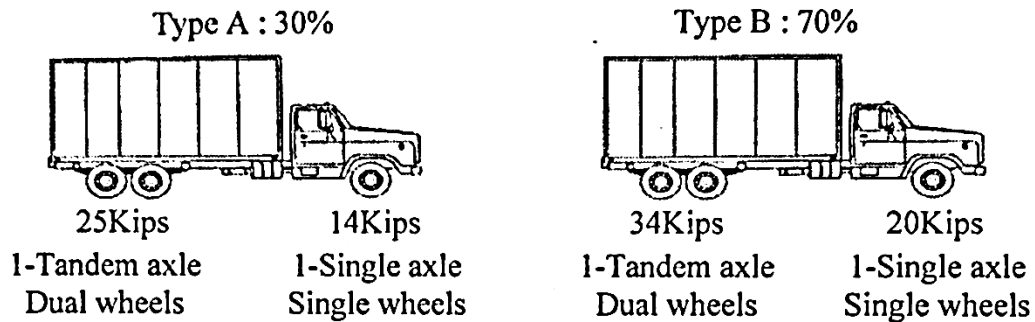 Type A : 30%
Type B : 70%
25Kips
14Kips
34Kips
20Kips
1-Tandem axle
1-Single axle
1-Tandem axle
1-Single axle
Dual wheels
Single wheels
Dual wheels
Single wheels